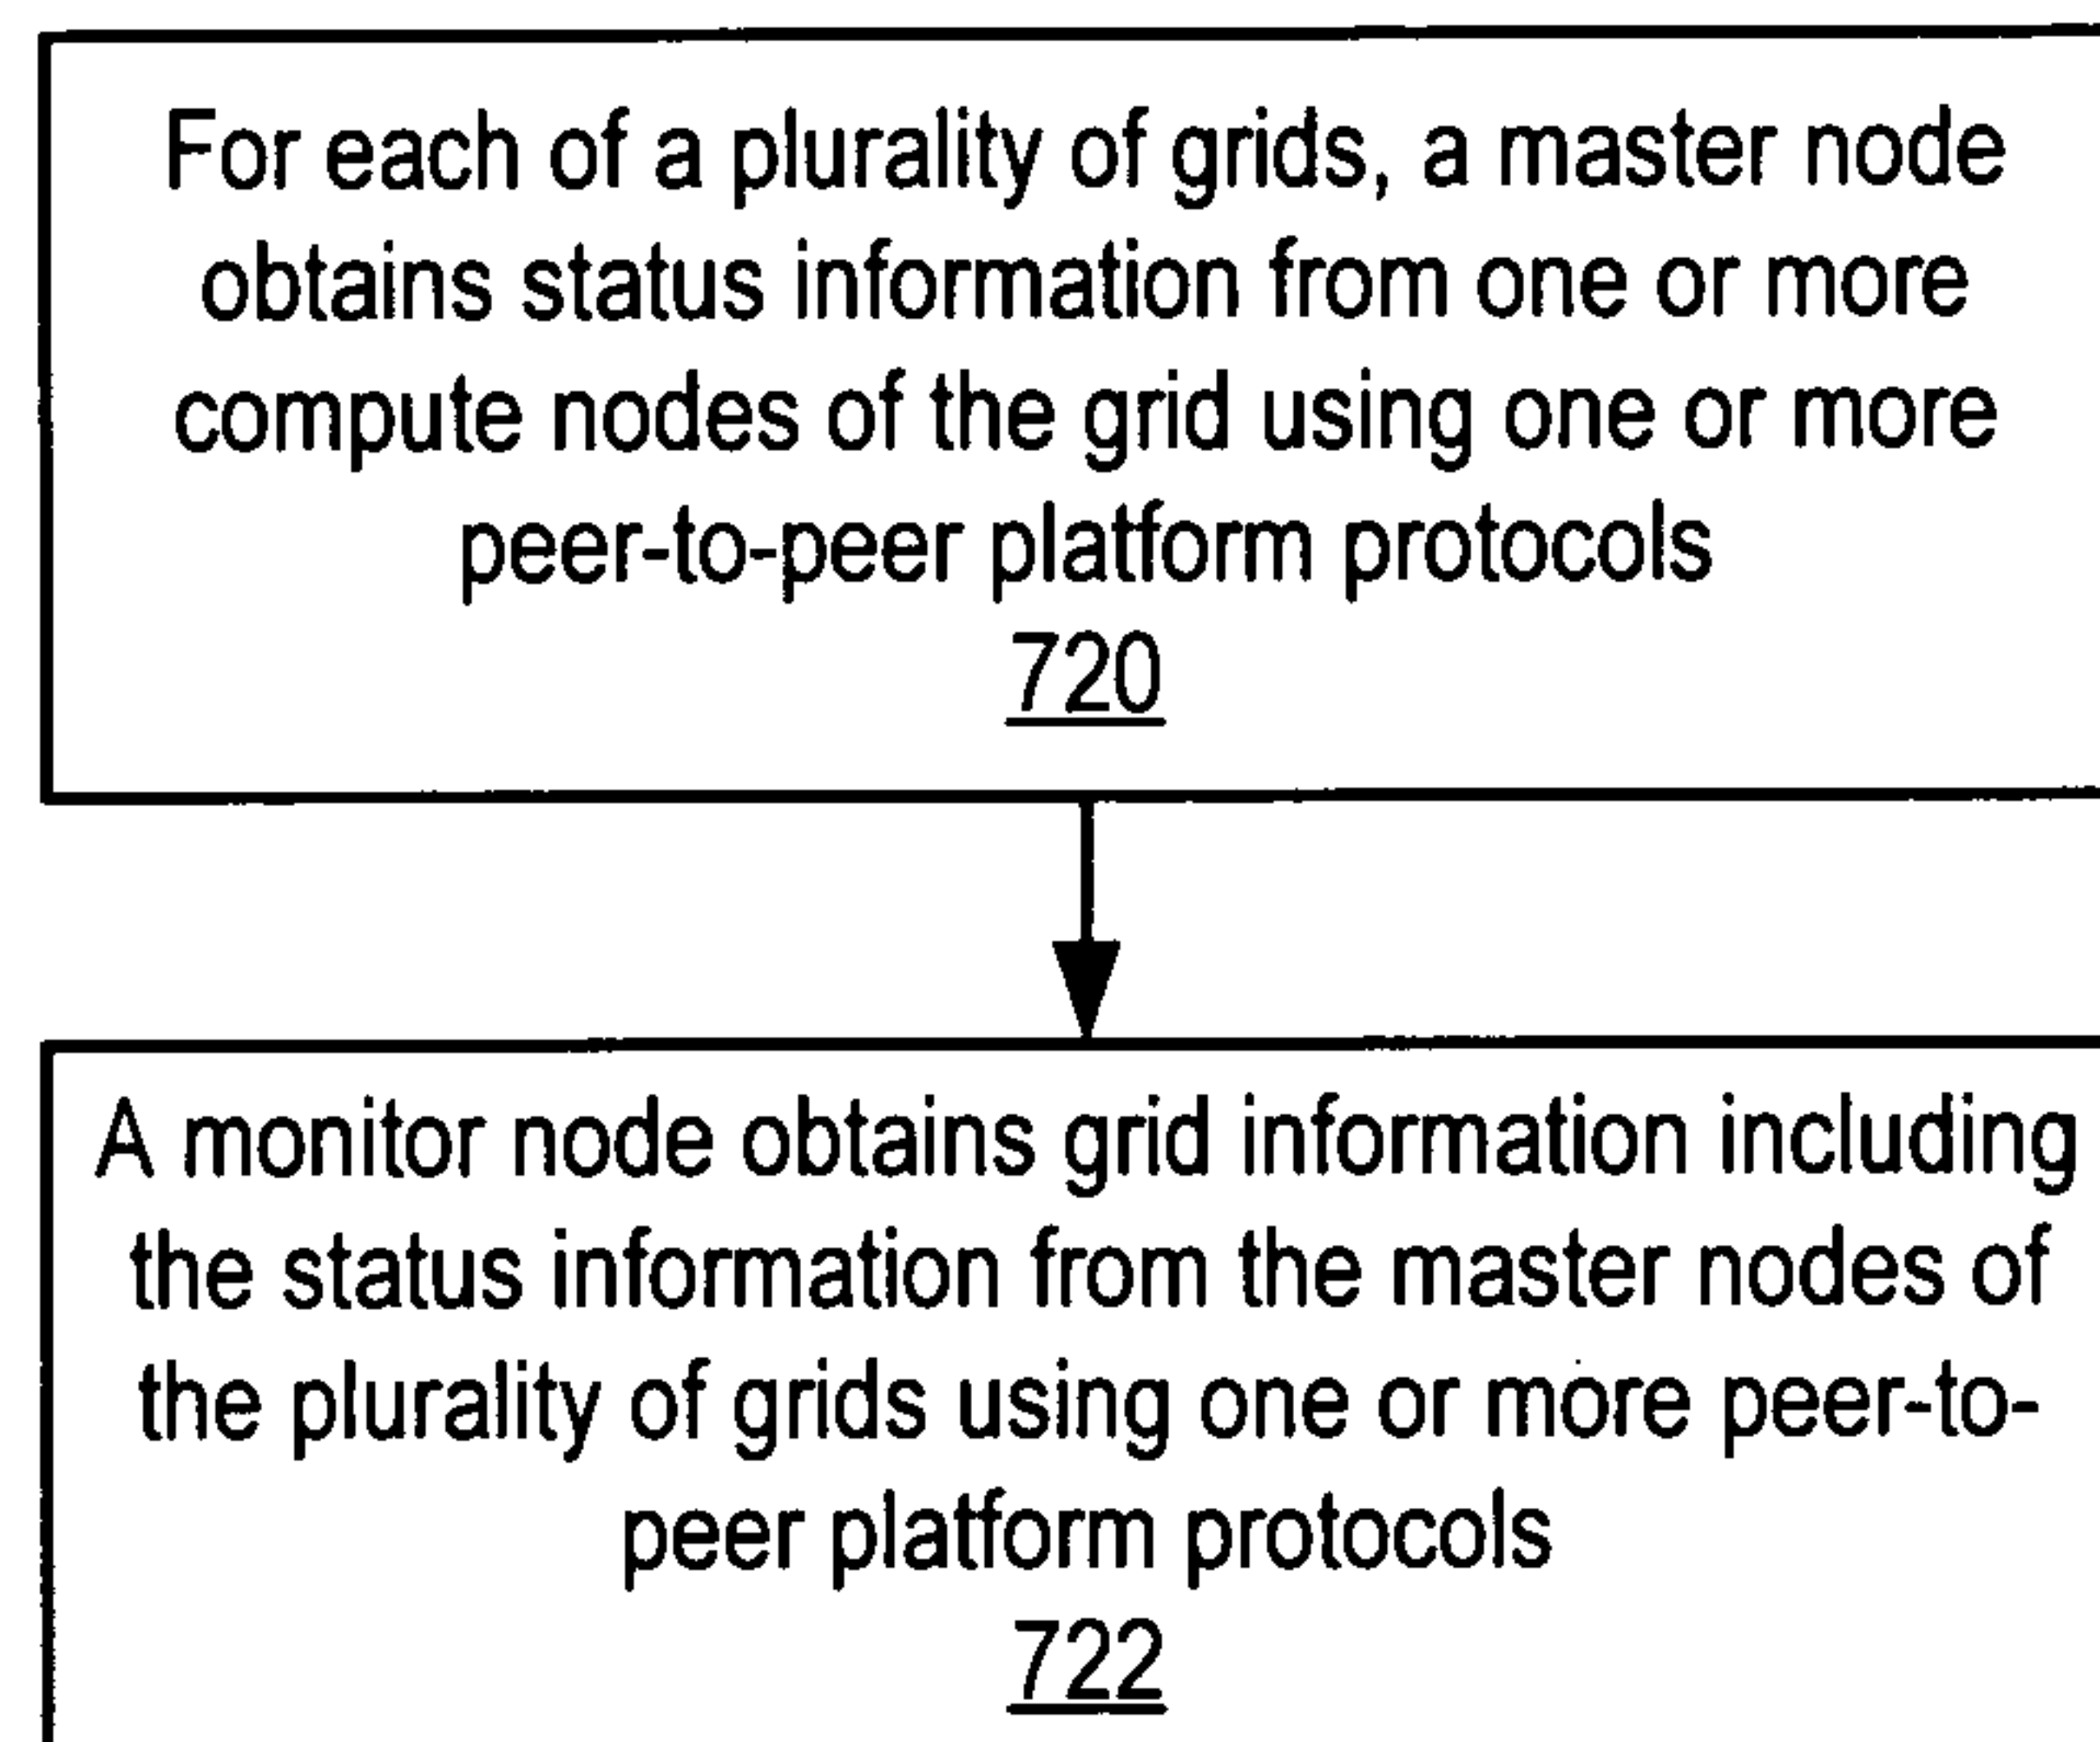 For each of a plurality of grids, a master node
obtains status information from one or more
compute nodes of the grid using one or more
peer-to-peer platform protocols
720
A monitor node obtains grid information including
the status information from the master nodes of
the plurality of grids using one or more peer-to-
peer platform protocols
722